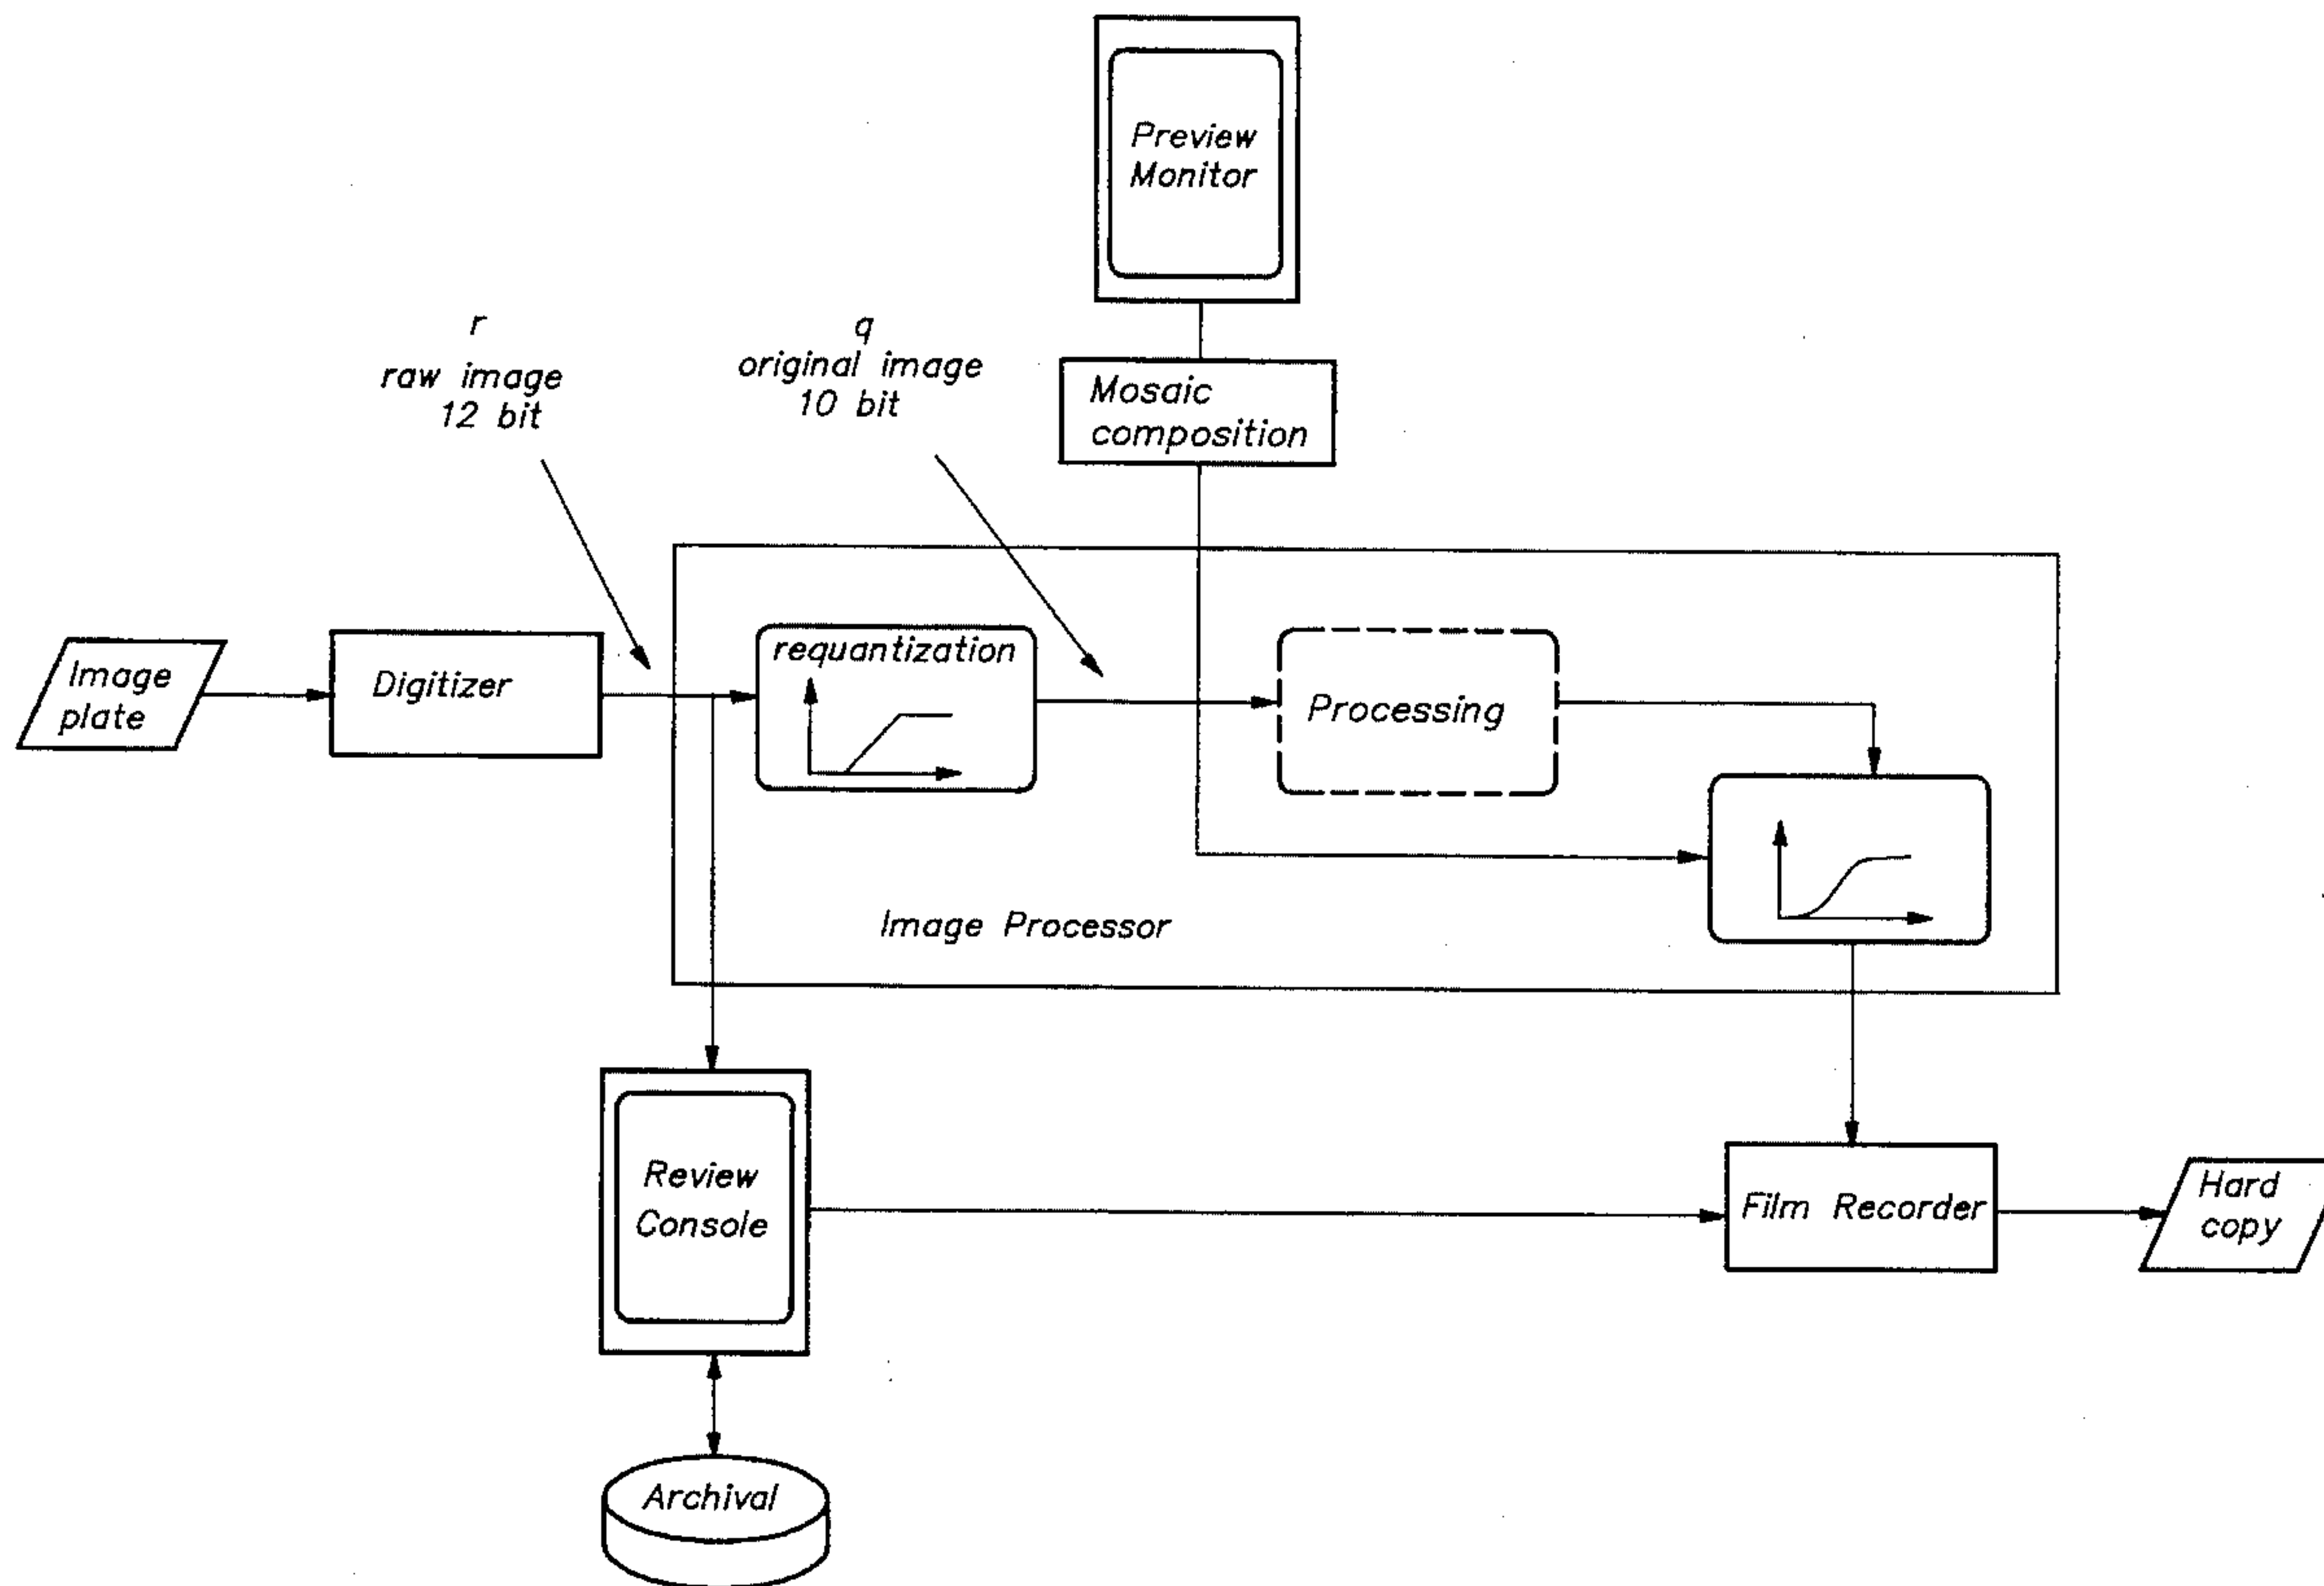 Preview
Monitor
r
raw image
12 bit
q
original image
10 bit
Mosaic
composition
Image
plate
Digitizer
requantization
Processing
Image Processor
Review
Console
Film Recorder
Hard
copy
Archival